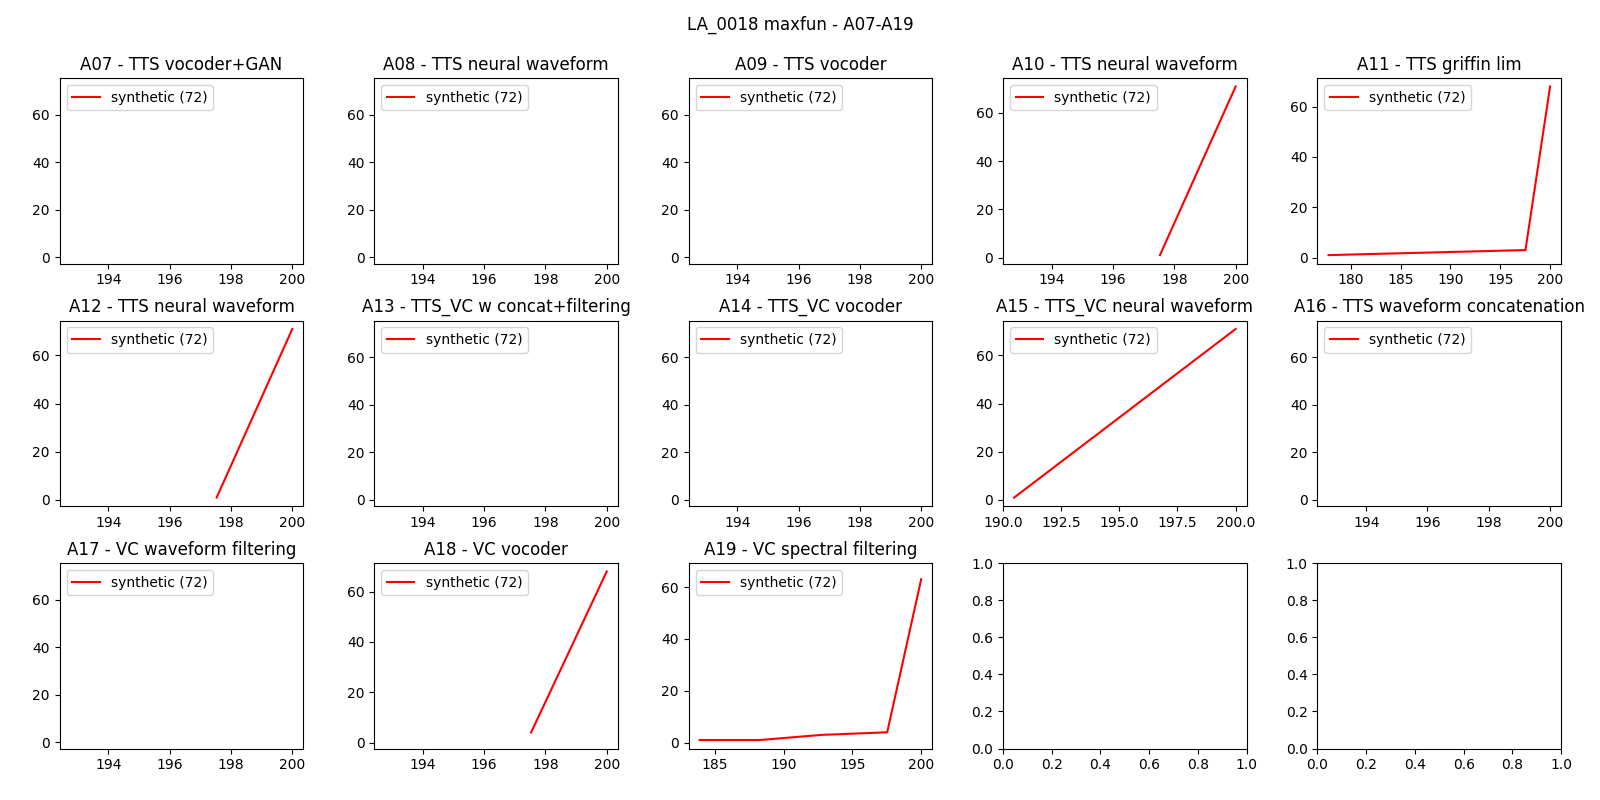 LA_0018 maxfun - A07-A19
A07 - TTS vocoder+GAN
synthetic (72)
60
40
20
0
194 196 198 200
A08 - TTS neural waveform
synthetic (72)
60
40
20
0
194 196 198 200
A09 - TTS vocoder
synthetic (72)
60
40
20
0
194 196 198 200
A10 - TTS neural waveform
synthetic (72)
60
40
20
0
194 196 198 200
A11 - TTS griffin lim
synthetic (72)
60
40
20
0
180 185 190 195 200
A12 - TTS neural waveform
synthetic (72)
60
40
20
0
194 196 198 200
A13 - TTS_VC w concat+filtering
synthetic (72)
60
40
20
0
194 196 198 200
A14 - TTS_VC vocoder
synthetic (72)
60
40
20
0
194 196 198 200
A15 - TTS_VC neural waveform
synthetic (72)
60
40
20
0
190.0 192.5 195.0 197.5 200.0
A16 - TTS waveform concatenation
synthetic (72)
60
40
20
0
194 196 198 200
A17 - VC waveform filtering
synthetic (72)
60
40
20
0
194 196 198 200
A18 - VC vocoder
synthetic (72)
60
40
20
0
194 196 198 200
A19 - VC spectral filtering
synthetic (72)
60
40
20
0
185 190 195 200
1.0
0.8
0.6
0.4
0.2
0.0
0.0 0.2 0.4 0.6 0.8 1.0
1.0
0.8
0.6
0.4
0.2
0.0
0.0 0.2 0.4 0.6 0.8 1.0